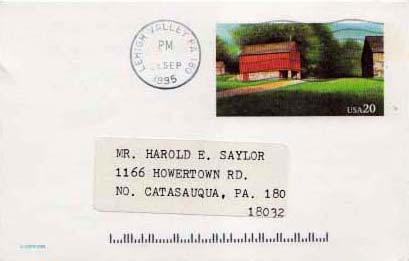 LEHIGH VALLEY PA 180
PM
SEP
1995
USA20
MR. HAROLD E. SAYLOR
1166 HOWERTOWN RD.
NO. CATASAUQUA, PA. 180
18032